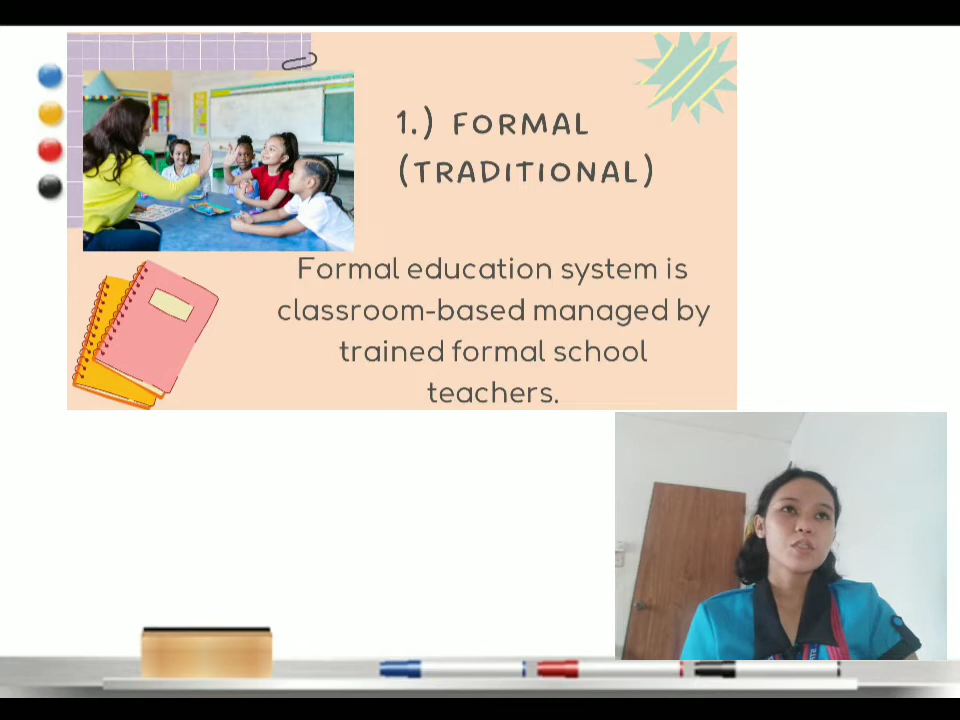 1.) FORMAL
(TRADITIONAL)
Formal education system is
classroom-based managed by
trained formal school
teachers.